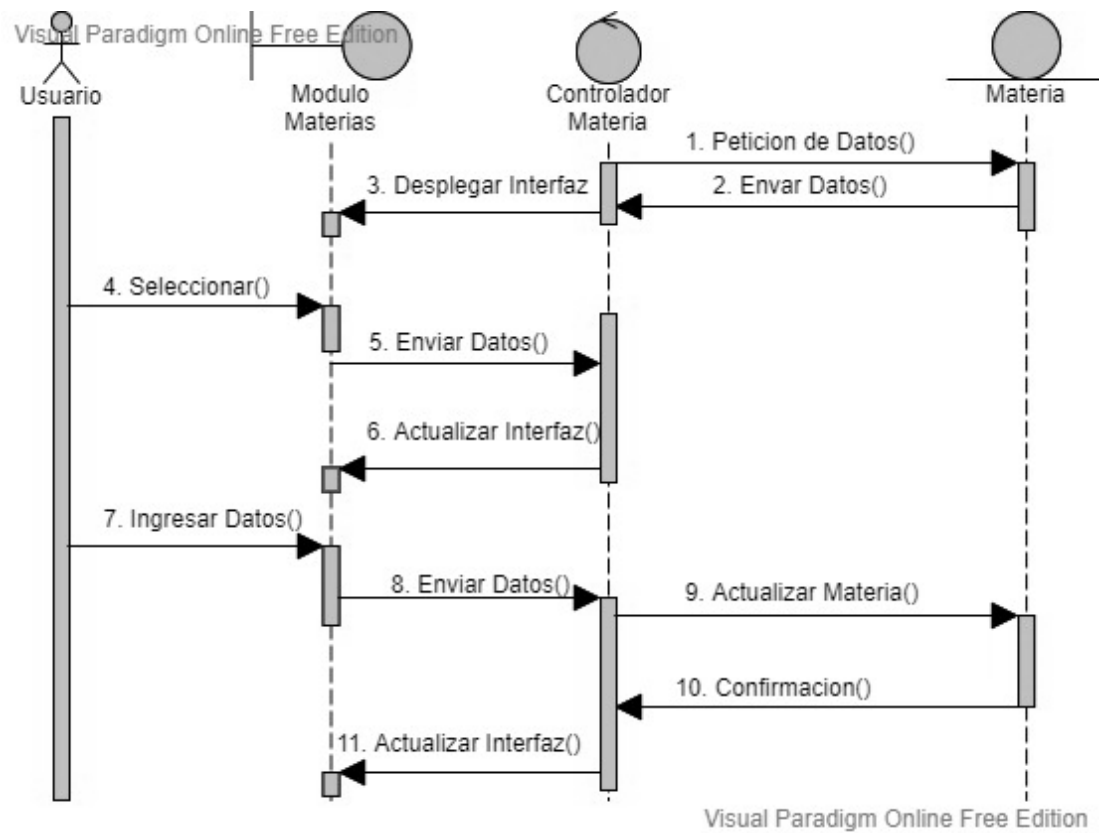 Visual Paradigm Online Free Edition
Usuario
Modulo
Materias
Controlador
Materia
Materia
1. Peticion de Datos()
2. Envar Datos()
3. Desplegar Interfaz
4. Seleccionar()
5. Enviar Datos()
6. Actualizar Interfaz()
7. Ingresar Datos()
8. Enviar Datos()
9. Actualizar Materia()
10. Confirmacion()
11. Actualizar Interfaz()
Visual Paradigm Online Free Edition